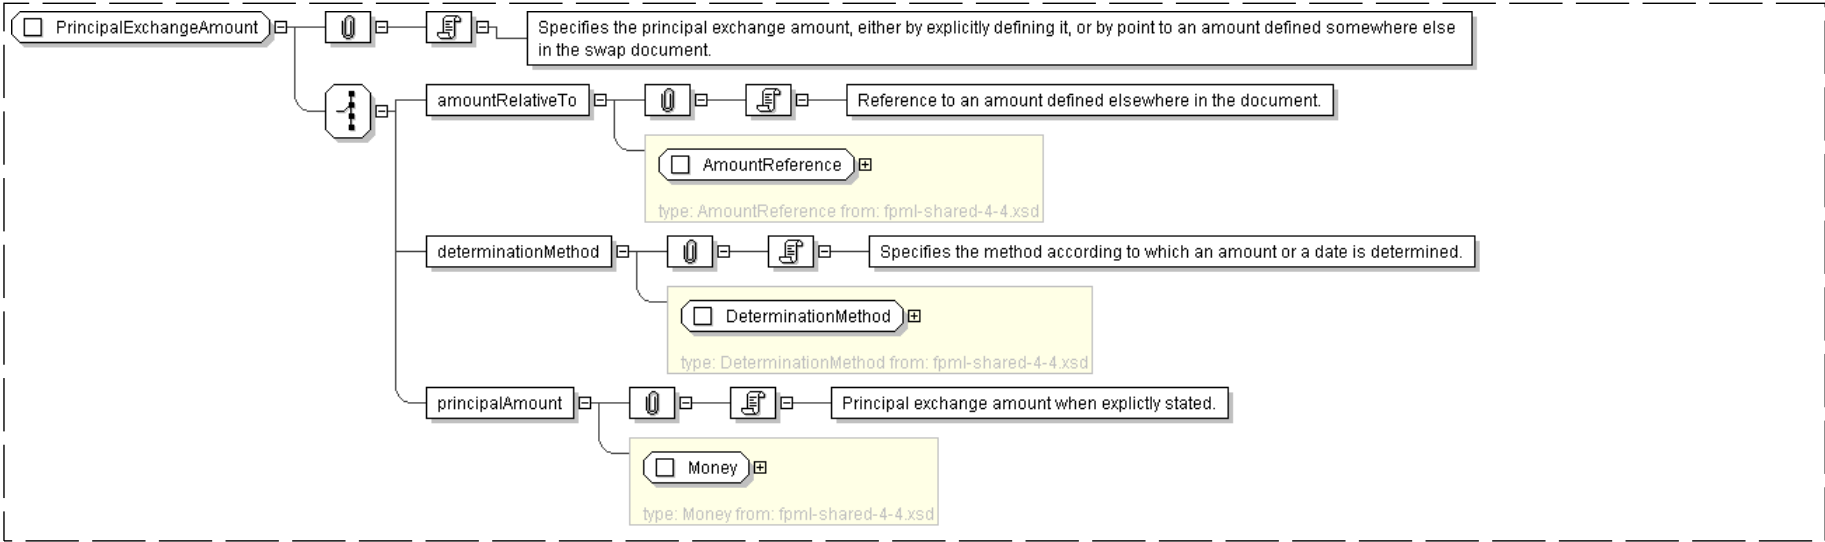 PrincipalExchangeAmount
Specifies the principal exchange amount, either by explicitly defining it, or by point to an amount defined somewhere else
in the swap document.
amountRelativeTo
Reference to an amount defined elsewhere in the document.
AmountReference
type: AmountReference from: fpml-shared-4-4.xsd
determinationMethod
Specifies the method according to which an amount or a date is determined.
DeterminationMethod
type: DeterminationMethod from: fpml-shared-4-4.xsd
principalAmount
Principal exchange amount when explictly stated.
Money
type: Money from: fpml-shared-4-4.xsd